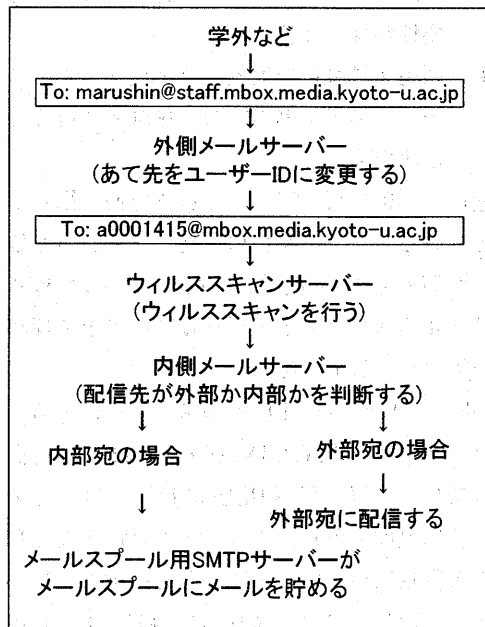 学外など
↓
To: marushin@staff.mbox.media.kyoto-u.ac.jp
↓
外側メールサーバー
(あて先をユーザーIDに変更する)
↓
To: a0001415@mbox.media.kyoto-u.ac.jp
↓
ウィルススキャンサーバー
(ウィルススキャンを行う)
↓
内側メールサーバー
(配信先が外部か内部かを判断する)
↓ ↓
内部宛の場合 外部宛の場合
↓ ↓
外部宛に配信する
メールスプール用SMTPサーバーが
メールスプールにメールを貯める